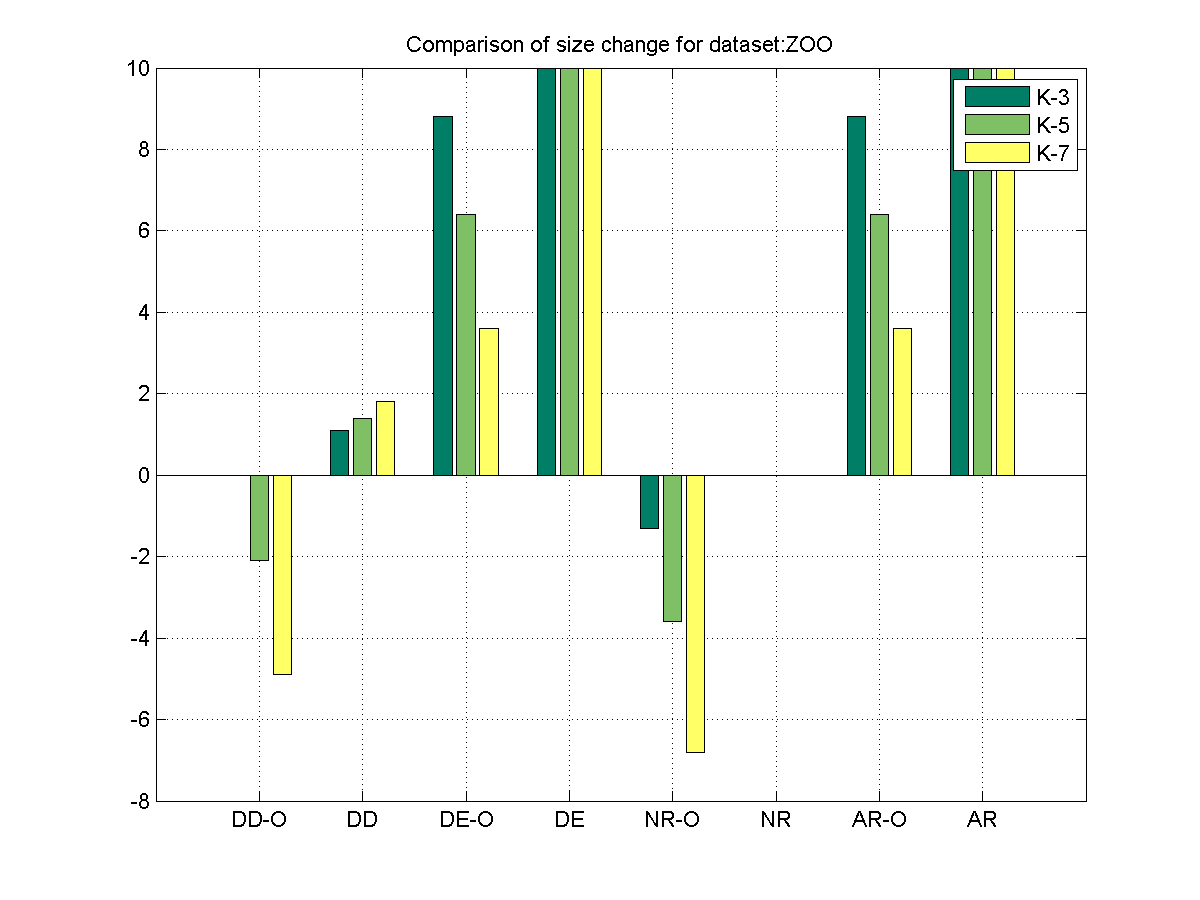 Comparison of size change for dataset:ZOO
10
8
6
4
2
0
-2
-4
-6
-8
K-3
K-5
K-7
DD-O DD DE-O DE NR-O NR AR-O AR